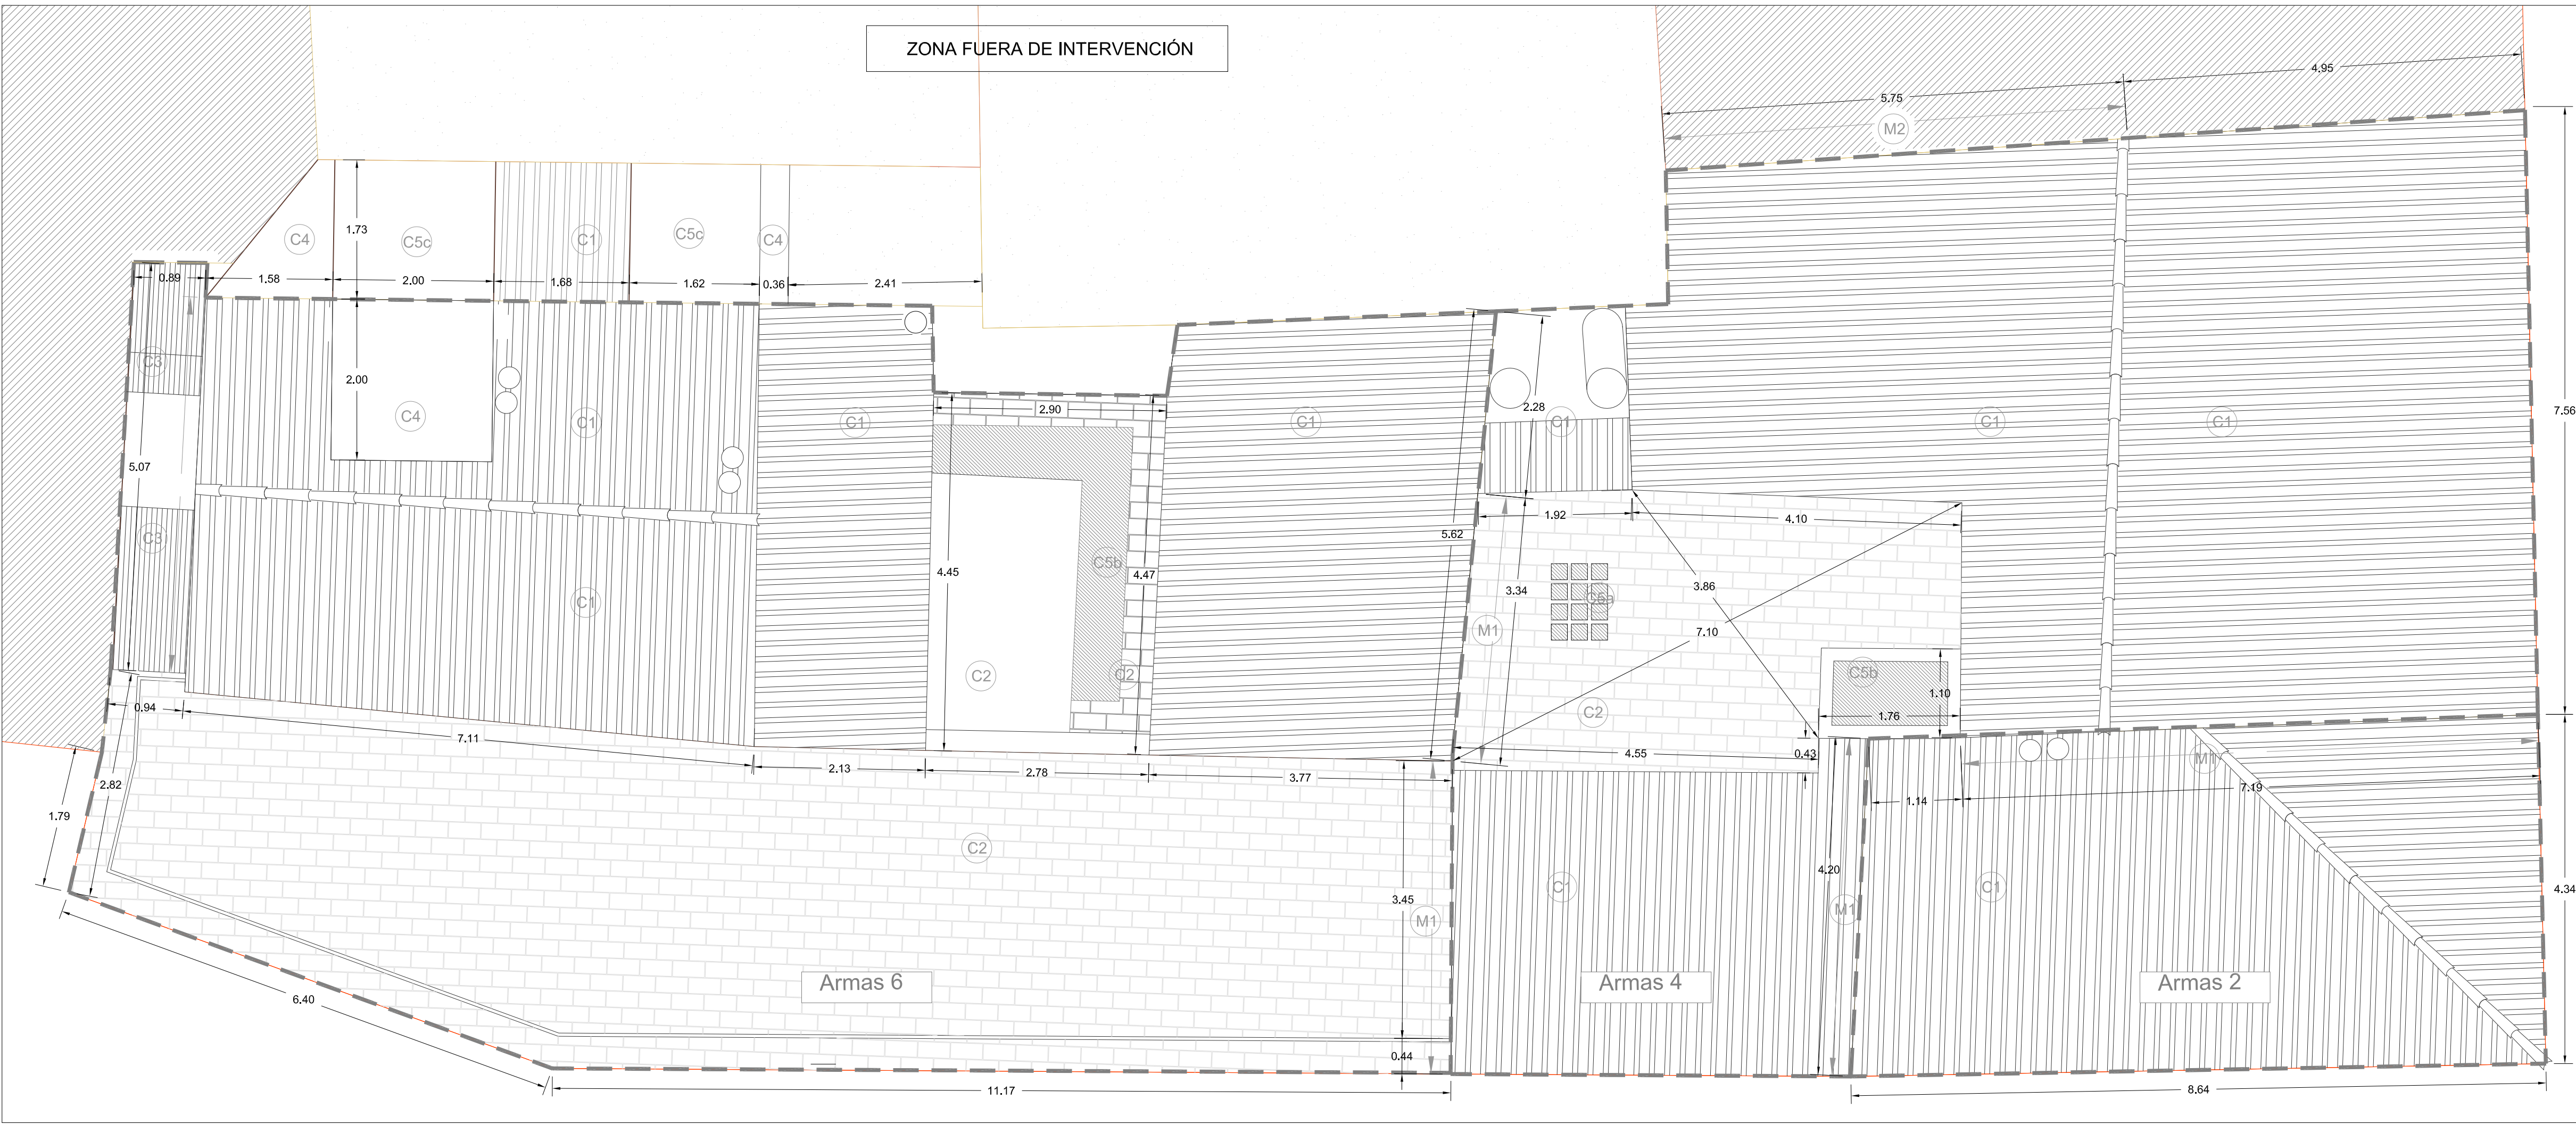 ZONA FUERA DE INTERVENCIÓN
4.95
5.75
M2
7.56
1.73
C4
C5c
C1
C5c
C4
0.89
1.58
2.00
1.68
1.62
0.36
2.41
C3
2.00
C4
C1
C1
2.90
C1
2.28
C1
C1
C1
5.07
C3
4.45
C5b
4.47
5.62
1.92
4.10
3.34
3.86
C5a
M1
7.10
C1
C2
C2
C2
C5b
1.10
1.76
0.94
7.11
2.13
2.78
3.77
4.55
0.43
M1
7.19
1.14
2.82
1.79
C2
3.45
M1
C1
4.20
M1
C1
4.34
Armas 6
Armas 4
Armas 2
6.40
0.44
11.17
8.64